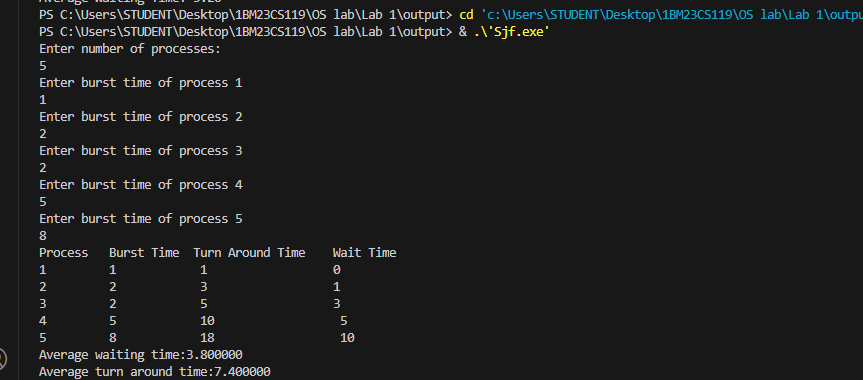 PS C:\Users\STUDENT\Desktop\1BM23CS119\OS lab\Lab 1\output> cd 'c:\Users\STUDENT\Desktop\1BM23CS119\OS lab\Lab 1\outpu
PS C:\Users\STUDENT\Desktop\1BM23CS119\OS lab\Lab 1\output> & .\'Sjf.exe'
Enter number of processes:
5
Enter burst time of process 1
1
Enter burst time of process 2
2
Enter burst time of process 3
2
Enter burst time of process 4
5
Enter burst time of process 5
8
Process Burst Time Turn Around Time Wait Time
1 1 1 0
2 2 3 1
3 2 5 3
4 5 10 5
5 8 18 10
Average waiting time:3.800000
Average turn around time:7.400000